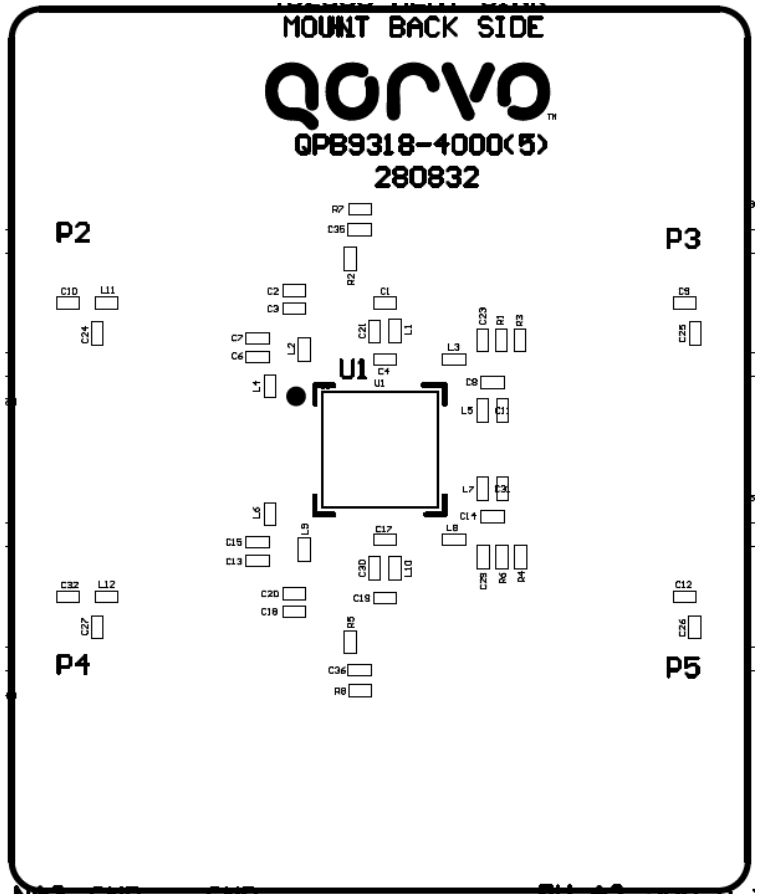 MOUNT BACK SIDE
QORVO™
QPB9318-4000(5)
280832
R7
P2
C35
P3
R2
C2
C1
C10 L11
C9
C3
C23 R1 R3
C24
C21 L1
C25
C7
L2
L3
C6
C4
U1
U1
L4
C8
L5 C11
L7 C31
L6
C14
C15
L9
C17
L8
C13
C30 L10
C29 R6 R4
C32 L12
C20
C19
C12
C18
C27
R5
C26
P4
C36
P5
R8